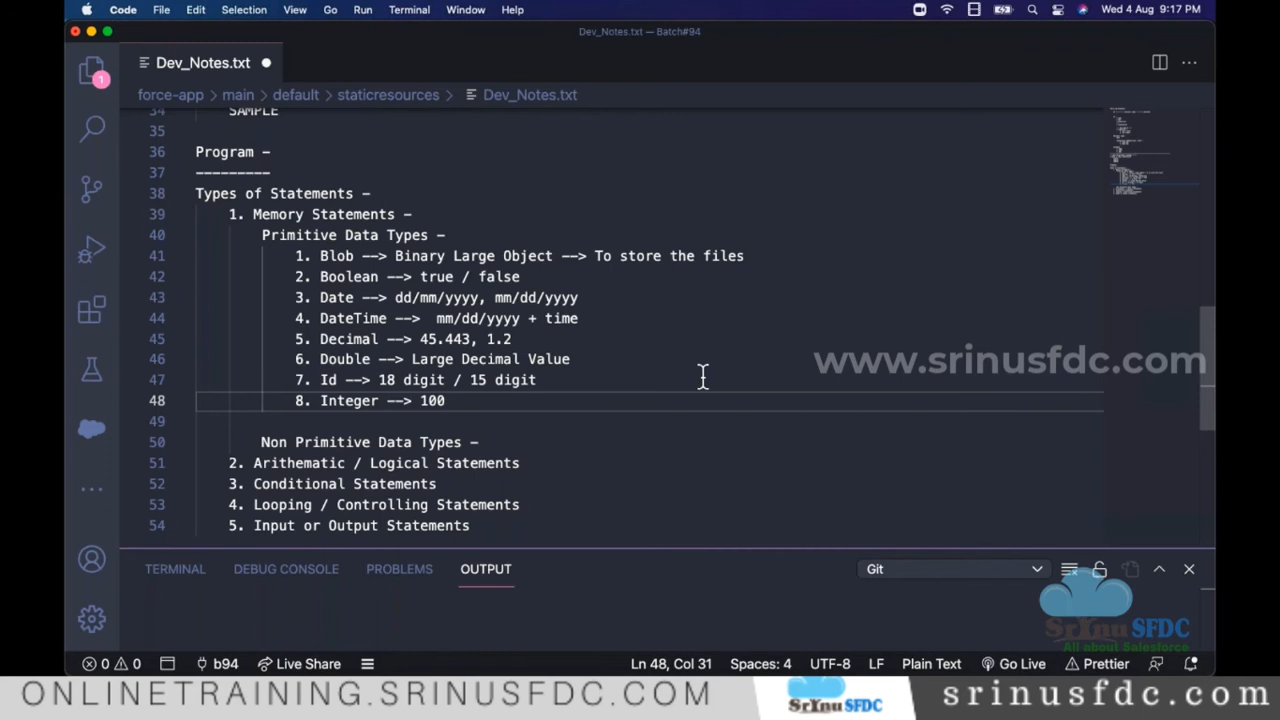 Code File Edit Selection View Go Run Terminal Window Help Wed 4 Aug 9:17 PM
Dev_Notes.txt — Batch#94
1
Dev_Notes.txt
force-app > main > default > staticresources > Dev_Notes.txt
34 SAMPLE
35
36 Program -
37 ---------
38 Types of Statements -
39 1. Memory Statements -
40 Primitive Data Types -
41 1. Blob --> Binary Large Object --> To store the files
42 2. Boolean --> true / false
43 3. Date --> dd/mm/yyyy, mm/dd/yyyy
44 4. DateTime --> mm/dd/yyyy + time
45 5. Decimal --> 45.443, 1.2
46 6. Double --> Large Decimal Value
www.srinusfdc.com
47 7. Id --> 18 digit / 15 digit
48 8. Integer --> 100
49
50 Non Primitive Data Types -
51 2. Arithematic / Logical Statements
52 3. Conditional Statements
53 4. Looping / Controlling Statements
54 5. Input or Output Statements
TERMINAL DEBUG CONSOLE PROBLEMS OUTPUT Git
SrInu SFDC
All about Salesforce
0 0 b94 Live Share Ln 48, Col 31 Spaces: 4 UTF-8 LF Plain Text Go Live Prettier
ONLINETRAINING.SRINUSFDC.COM SrInu SFDC srinusfdc.com